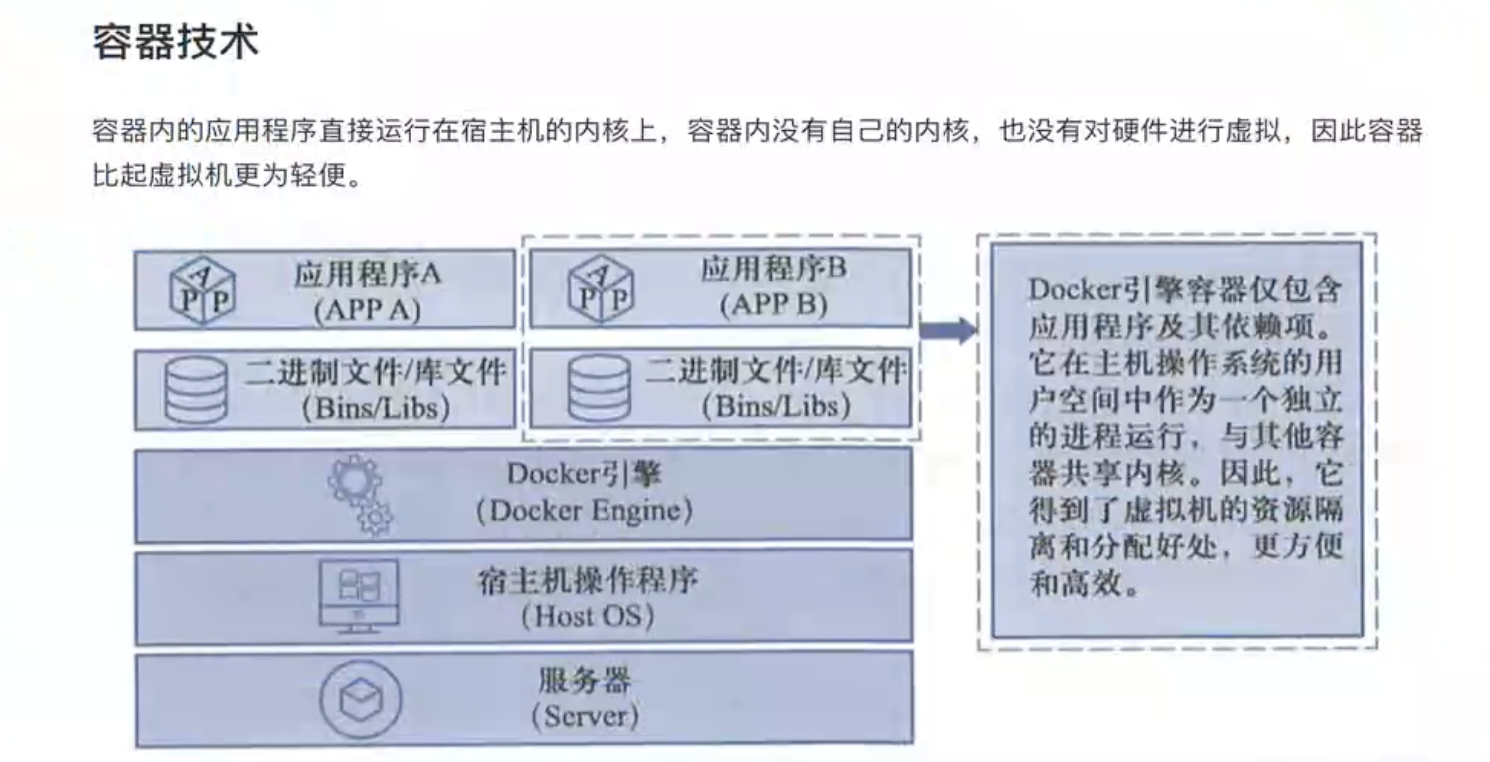 容器技术
容器内的应用程序直接运行在宿主机的内核上，容器内没有自己的内核，也没有对硬件进行虚拟，因此容器
比起虚拟机更为轻便。
APP
应用程序A
(APP A)
APP
应用程序B
(APP B)
二进制文件/库文件
(Bins/Libs)
二进制文件/库文件
(Bins/Libs)
Docker引擎
(Docker Engine)
宿主机操作程序
(Host OS)
服务器
(Server)
Docker引擎容器仅包含
应用程序及其依赖项。
它在主机操作系统的用
户空间中作为一个独立
的进程运行，与其他容
器共享内核。因此，它
得到了虚拟机的资源隔
离和分配好处，更方便
和高效。